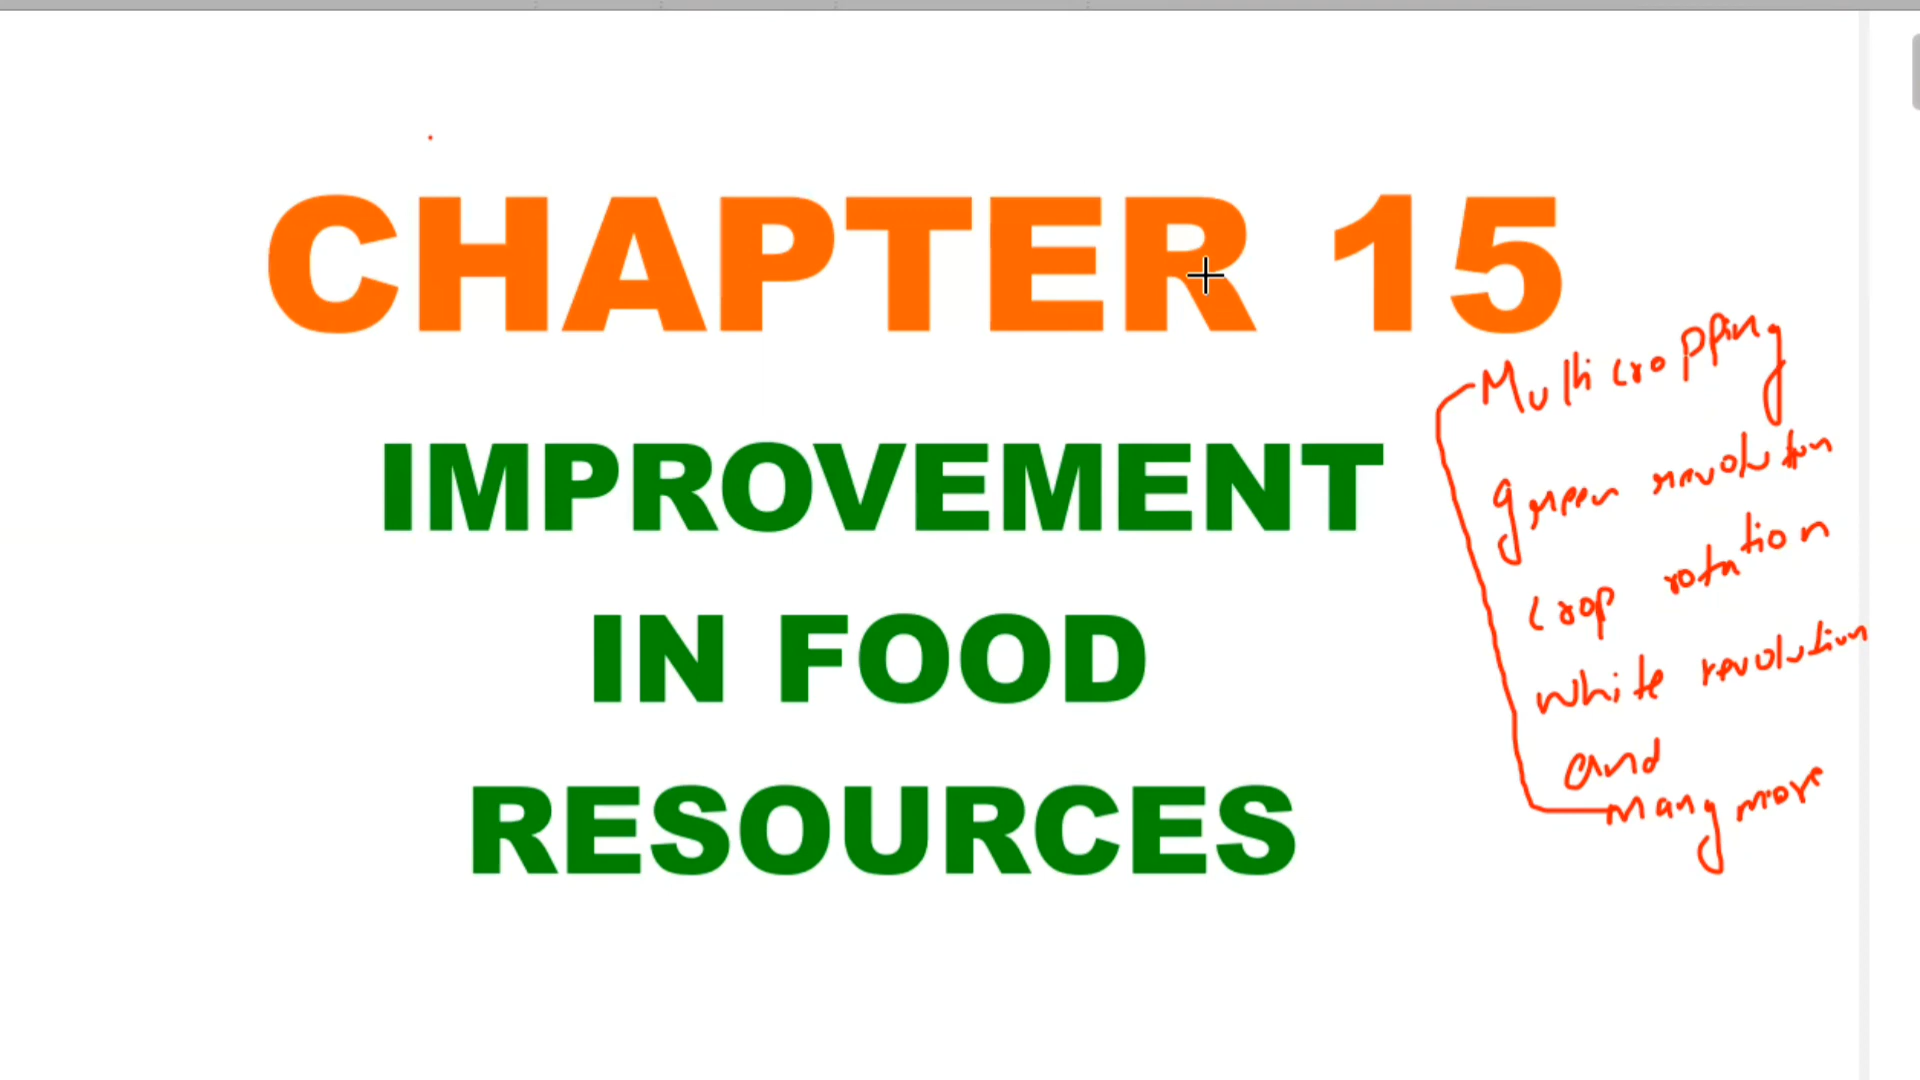 CHAPTER 15
IMPROVEMENT
IN FOOD
RESOURCES
Multicropping
green revolution
crop rotation
white revolution
and
many more